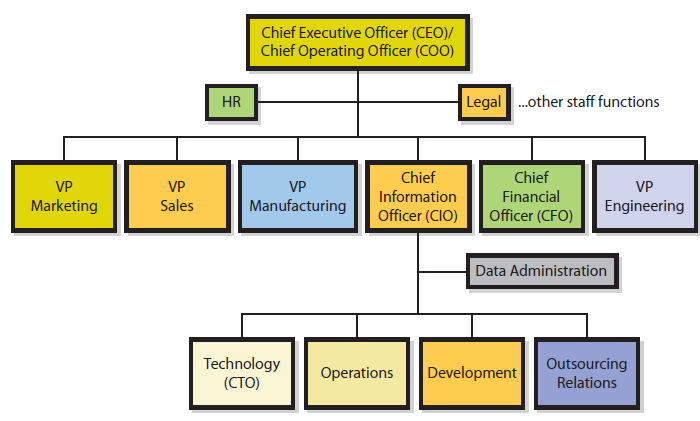 Chief Executive Officer (CEO)/
Chief Operating Officer (COO)
HR
Legal
...other staff functions
VP
Marketing
VP
Sales
VP
Manufacturing
Chief
Information
Officer (CIO)
Chief
Financial
Officer (CFO)
VP
Engineering
Data Administration
Technology
(CTO)
Operations
Development
Outsourcing
Relations